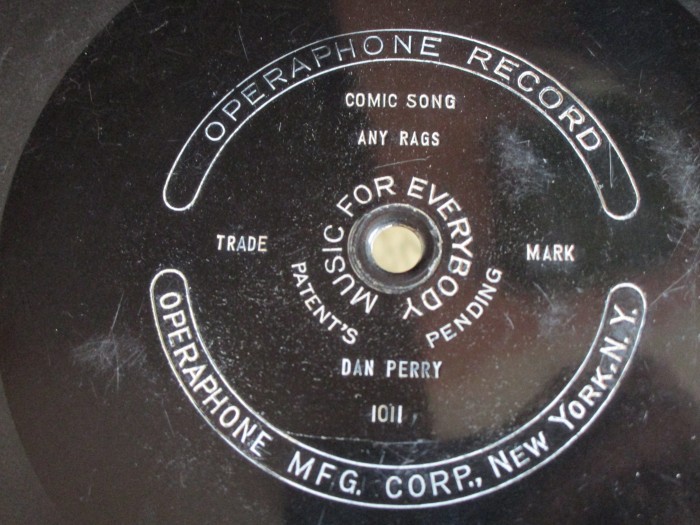 OPERAPHONE RECORD
COMIC SONG
ANY RAGS
MUSIC FOR EVERYBODY
TRADE MARK
PATENT'S PENDING
DAN PERRY
1011
OPERAPHONE MFG. CORP., NEW YORK, N.Y.